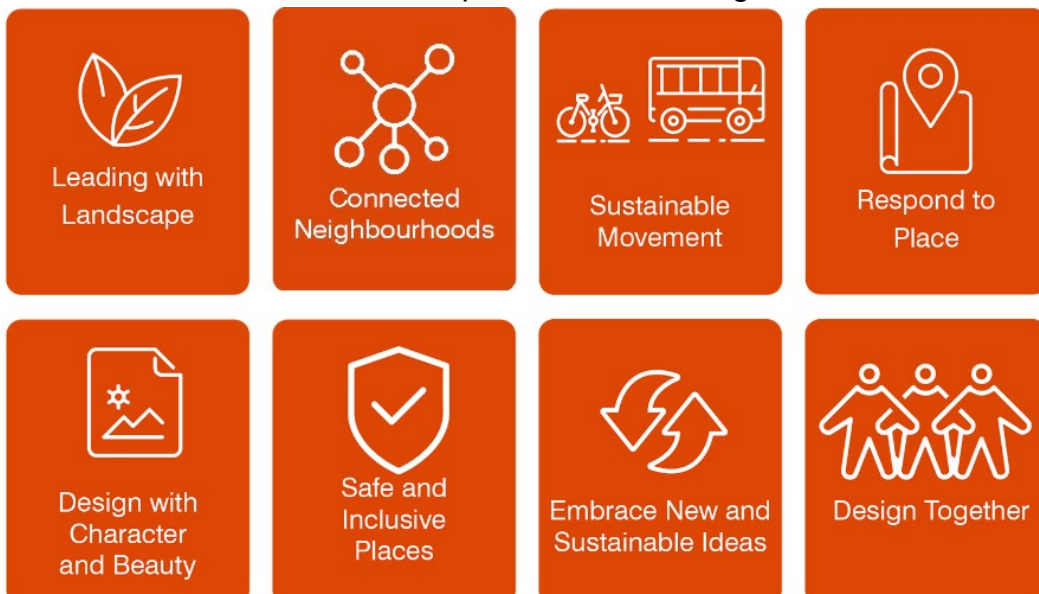 Leading with
Landscape
Connected
Neighbourhoods
Sustainable
Movement
Respond to
Place
Design with
Character
and Beauty
Safe and
Inclusive
Places
Embrace New and
Sustainable Ideas
Design Together